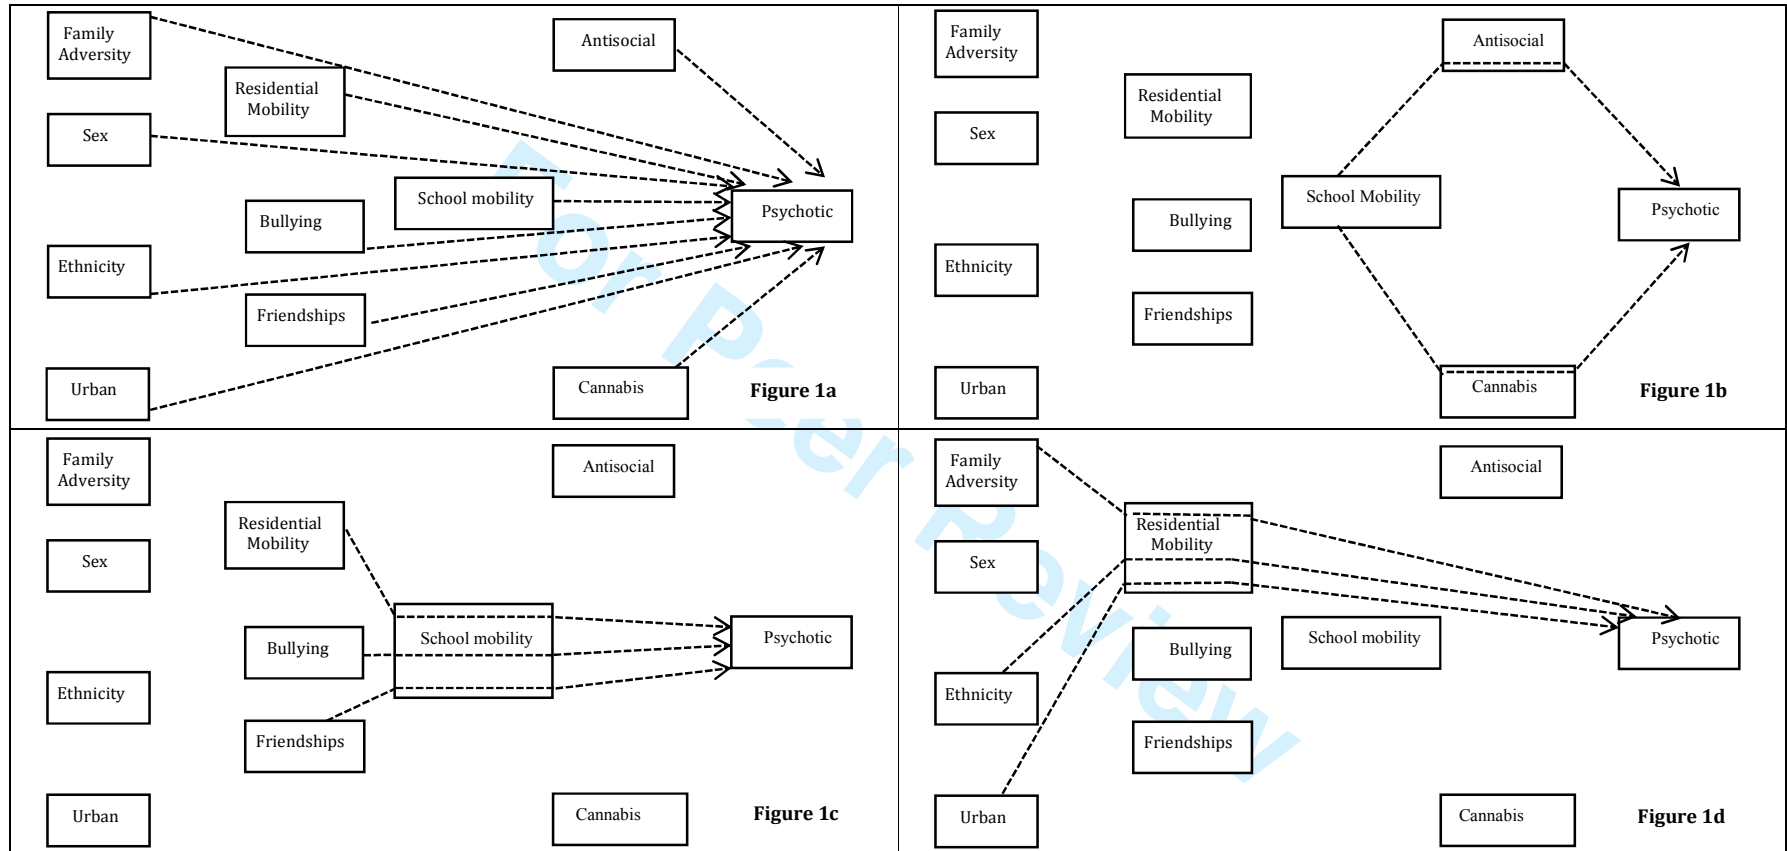 Family
Adversity
Antisocial
Residential
Mobility
Sex
School mobility
Bullying
Psychotic
Ethnicity
Friendships
Urban
Cannabis
Figure 1a
Family
Adversity
Antisocial
Residential
Mobility
Sex
School Mobility
Bullying
Psychotic
Ethnicity
Friendships
Urban
Cannabis
Figure 1b
Family
Adversity
Antisocial
Residential
Mobility
Sex
School mobility
Bullying
Psychotic
Ethnicity
Friendships
Urban
Cannabis
Figure 1c
Family
Adversity
Antisocial
Residential
Mobility
Sex
School mobility
Bullying
Psychotic
Ethnicity
Friendships
Urban
Cannabis
Figure 1d
For Peer Review